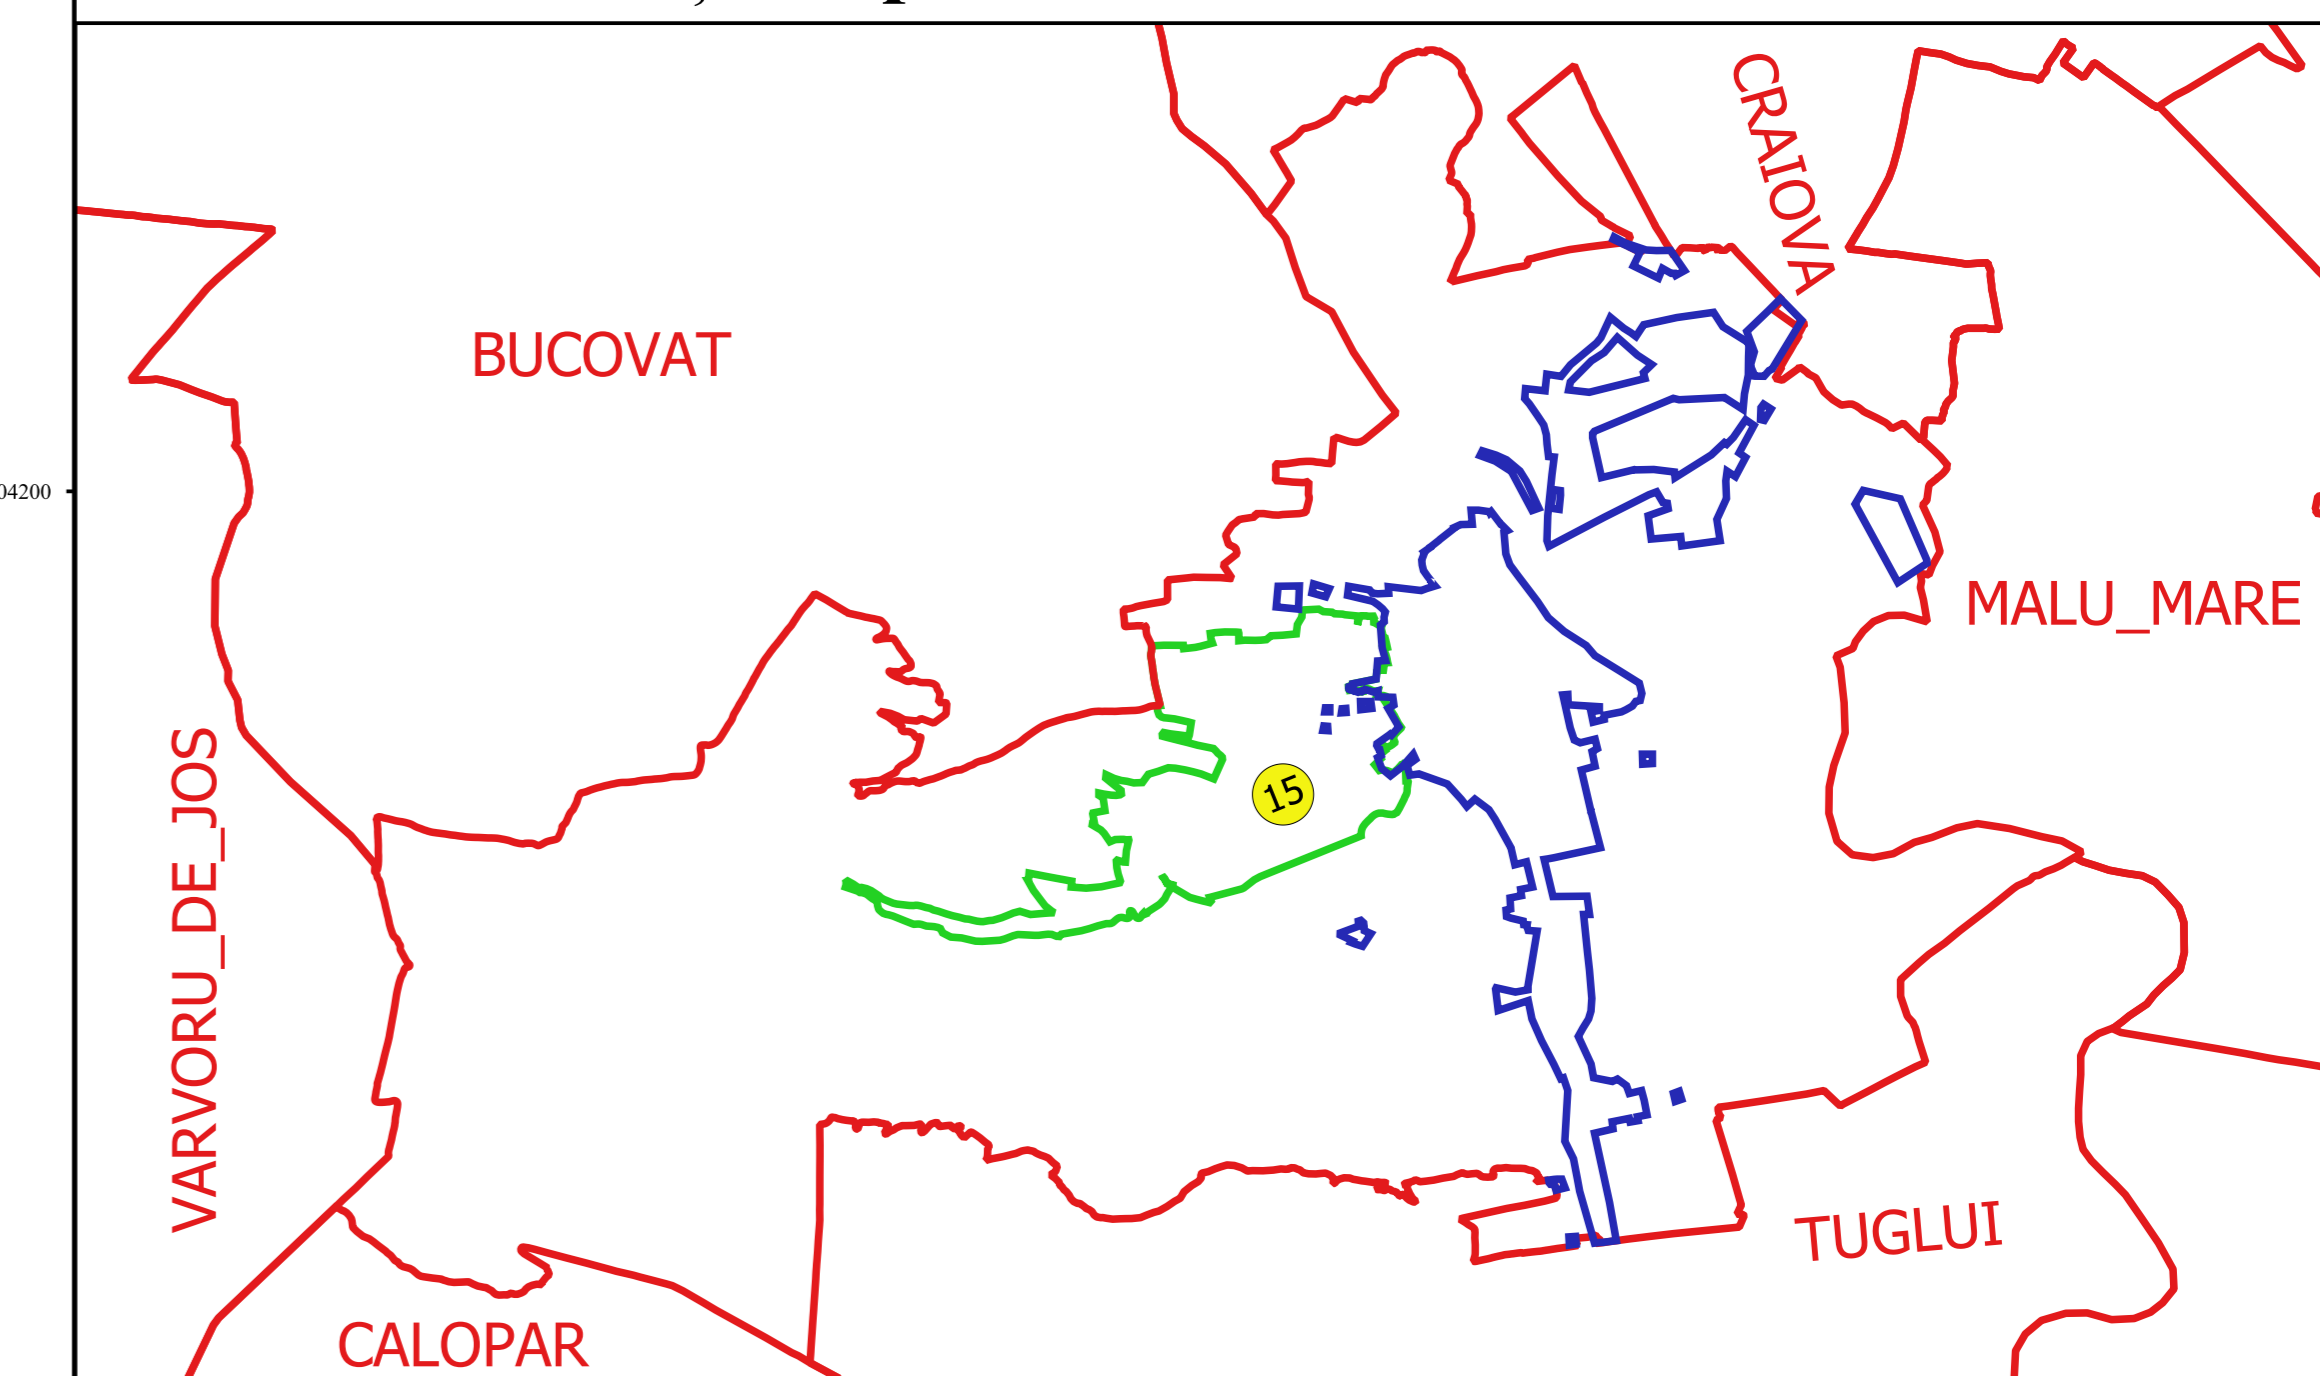 CRAIOVA
BUCOVAT
04200
MALU_MARE
VARVORU_DE_JOS
15
TUGLUI
CALOPAR